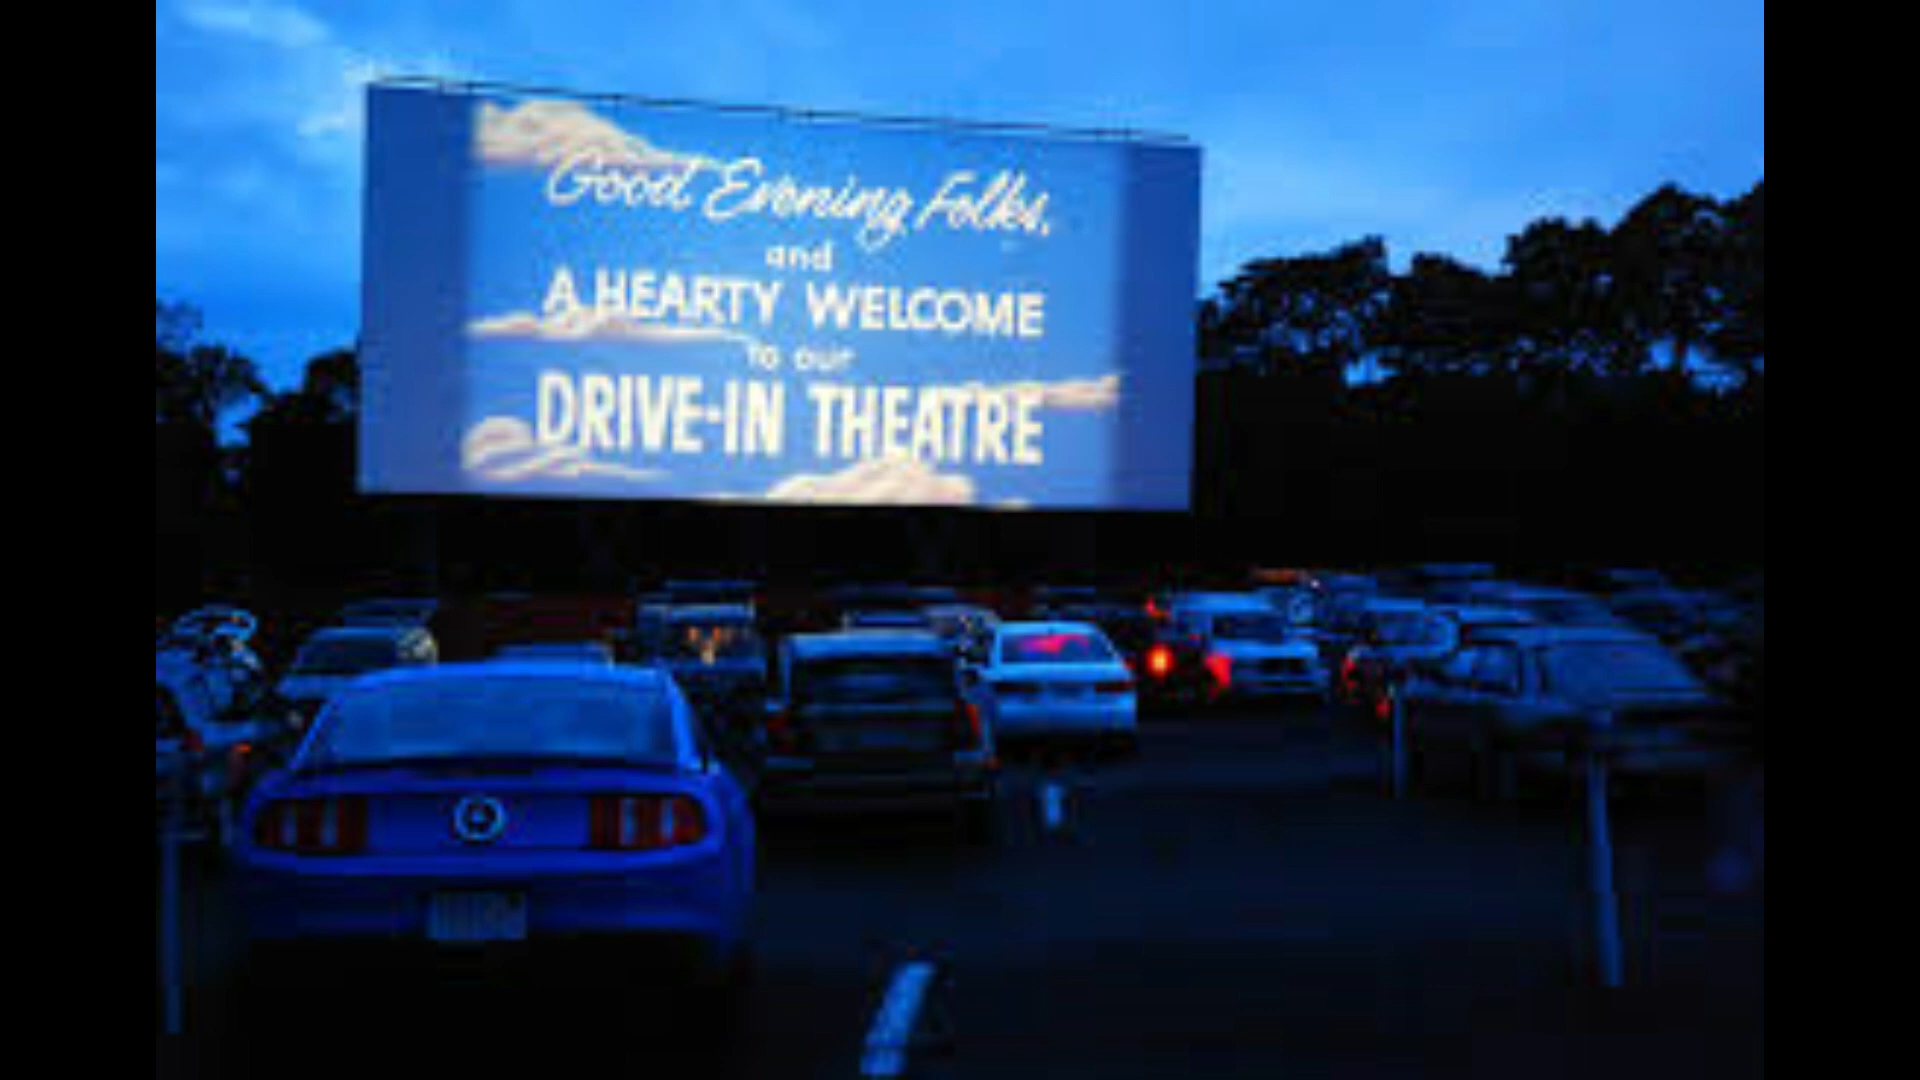 Good Evening Folks,
and
A HEARTY WELCOME
to our
DRIVE-IN THEATRE